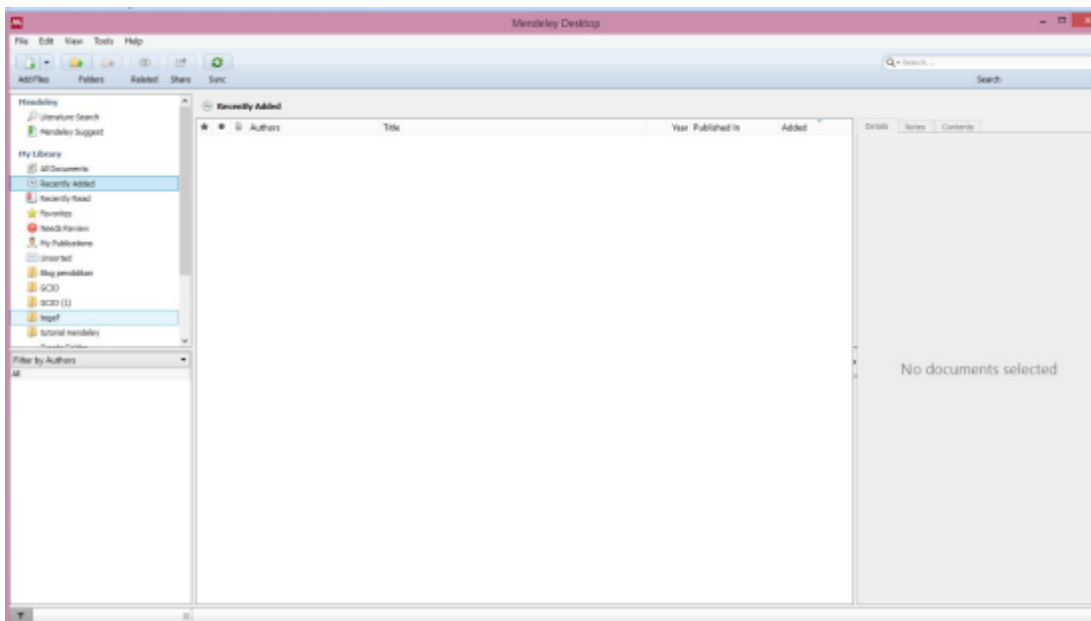 Mendeley Desktop
File Edit View Tools Help
Add Files Folders Related Share Sync
Search...
Search
Mendeley
Literature Search
Mendeley Suggest
My Library
All Documents
Recently Added
Recently Read
Favorites
Needs Review
My Publications
Unsorted
Blog pendidikan
GCIO
GCIO (1)
tutorial mendeley
Create Folder
Filter by Authors
All
Recently Added
Authors Title Year Published In Added
Details Notes Contents
No documents selected